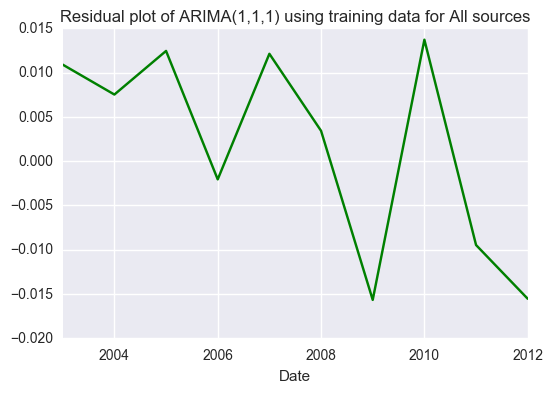 Residual plot of ARIMA(1,1,1) using training data for All sources
0.015
0.010
0.005
0.000
−0.005
−0.010
−0.015
−0.020
2004 2006 2008 2010 2012
Date